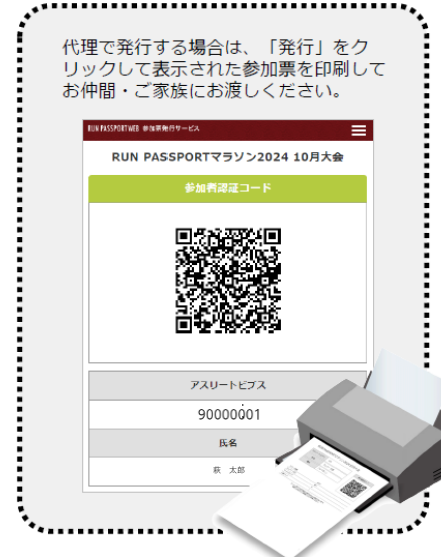 代理で発行する場合は、「発行」をク
リックして表示された参加票を印刷して
お仲間・ご家族にお渡しください。
RUN PASSPORT WEB 参加票発行サービス
RUN PASSPORTマラソン2024 10月大会
参加者認証コード
アスリートビブス
90000001
氏名
萩 太郎